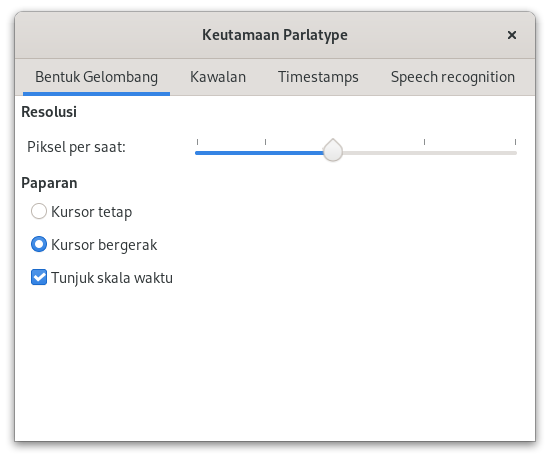 Keutamaan Parlatype
Bentuk Gelombang Kawalan Timestamps Speech recognition
Resolusi
Piksel per saat:
Paparan
Kursor tetap
Kursor bergerak
Tunjuk skala waktu